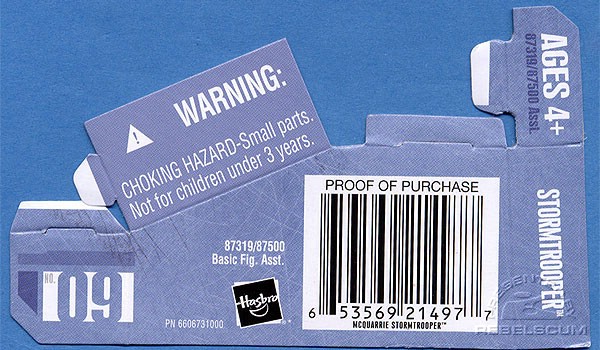 WARNING:
CHOKING HAZARD-Small parts.
Not for children under 3 years.
AGES 4+
87319/87500 Asst.
STORMTROOPER™
PROOF OF PURCHASE
6 53569 21497 7
MCQUARRIE STORMTROOPER™
87319/87500
Basic Fig. Asst.
Hasbro
®
NO. 09
PN 6606731000
REBELSCUM